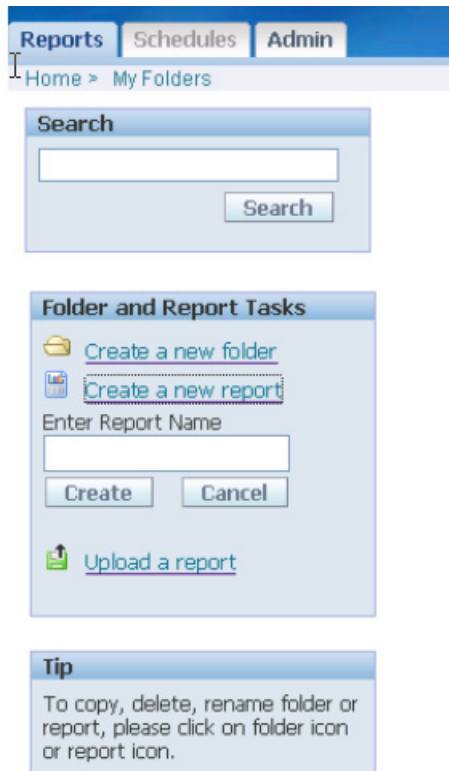 Reports Schedules Admin
Home > My Folders
Search
Search
Folder and Report Tasks
Create a new folder
Create a new report
Enter Report Name
Create Cancel
Upload a report
Tip
To copy, delete, rename folder or
report, please click on folder icon
or report icon.